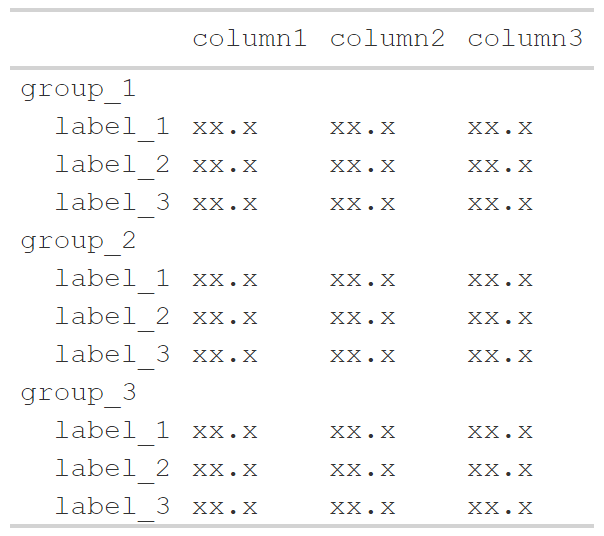 column1 column2 column3
group_1
label_1 xx.x xx.x xx.x
label_2 xx.x xx.x xx.x
label_3 xx.x xx.x xx.x
group_2
label_1 xx.x xx.x xx.x
label_2 xx.x xx.x xx.x
label_3 xx.x xx.x xx.x
group_3
label_1 xx.x xx.x xx.x
label_2 xx.x xx.x xx.x
label_3 xx.x xx.x xx.x